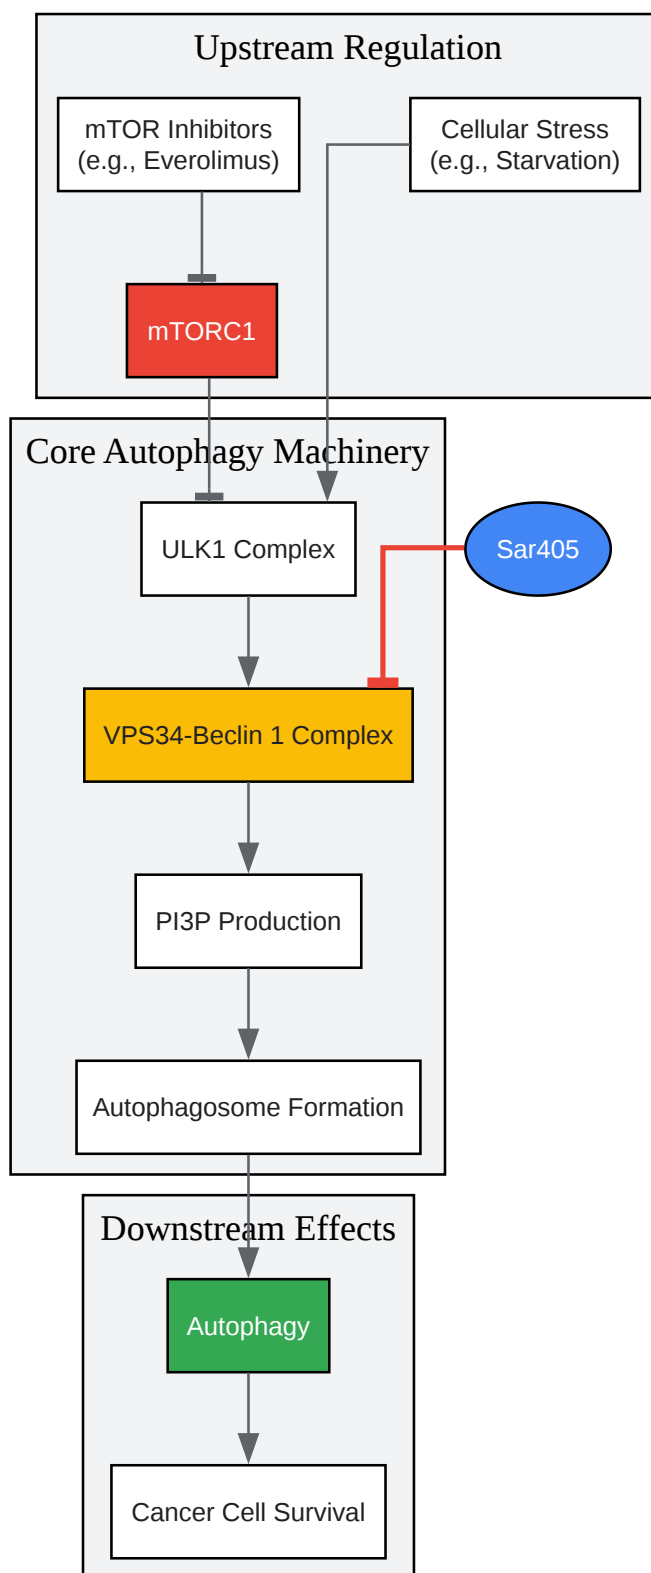 Upstream Regulation
mTOR Inhibitors
(e.g., Everolimus)
Cellular Stress
(e.g., Starvation)
mTORC1
Core Autophagy Machinery
ULK1 Complex
Sar405
VPS34-Beclin 1 Complex
PI3P Production
Autophagosome Formation
Downstream Effects
Autophagy
Cancer Cell Survival